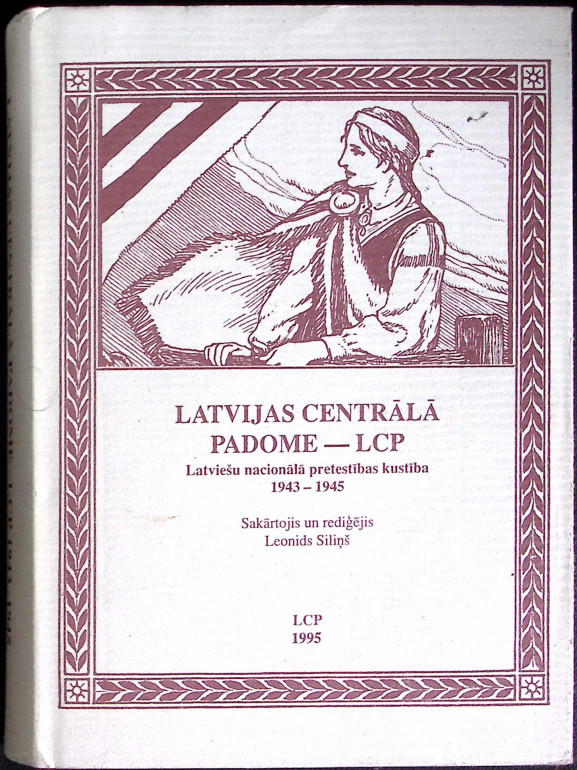 LATVIJAS CENTRĀLĀ
PADOME — LCP
Latviešu nacionālā pretestības kustība
1943 – 1945
Sakārtojis un rediģējis
Leonids Siliņš
LCP
1995